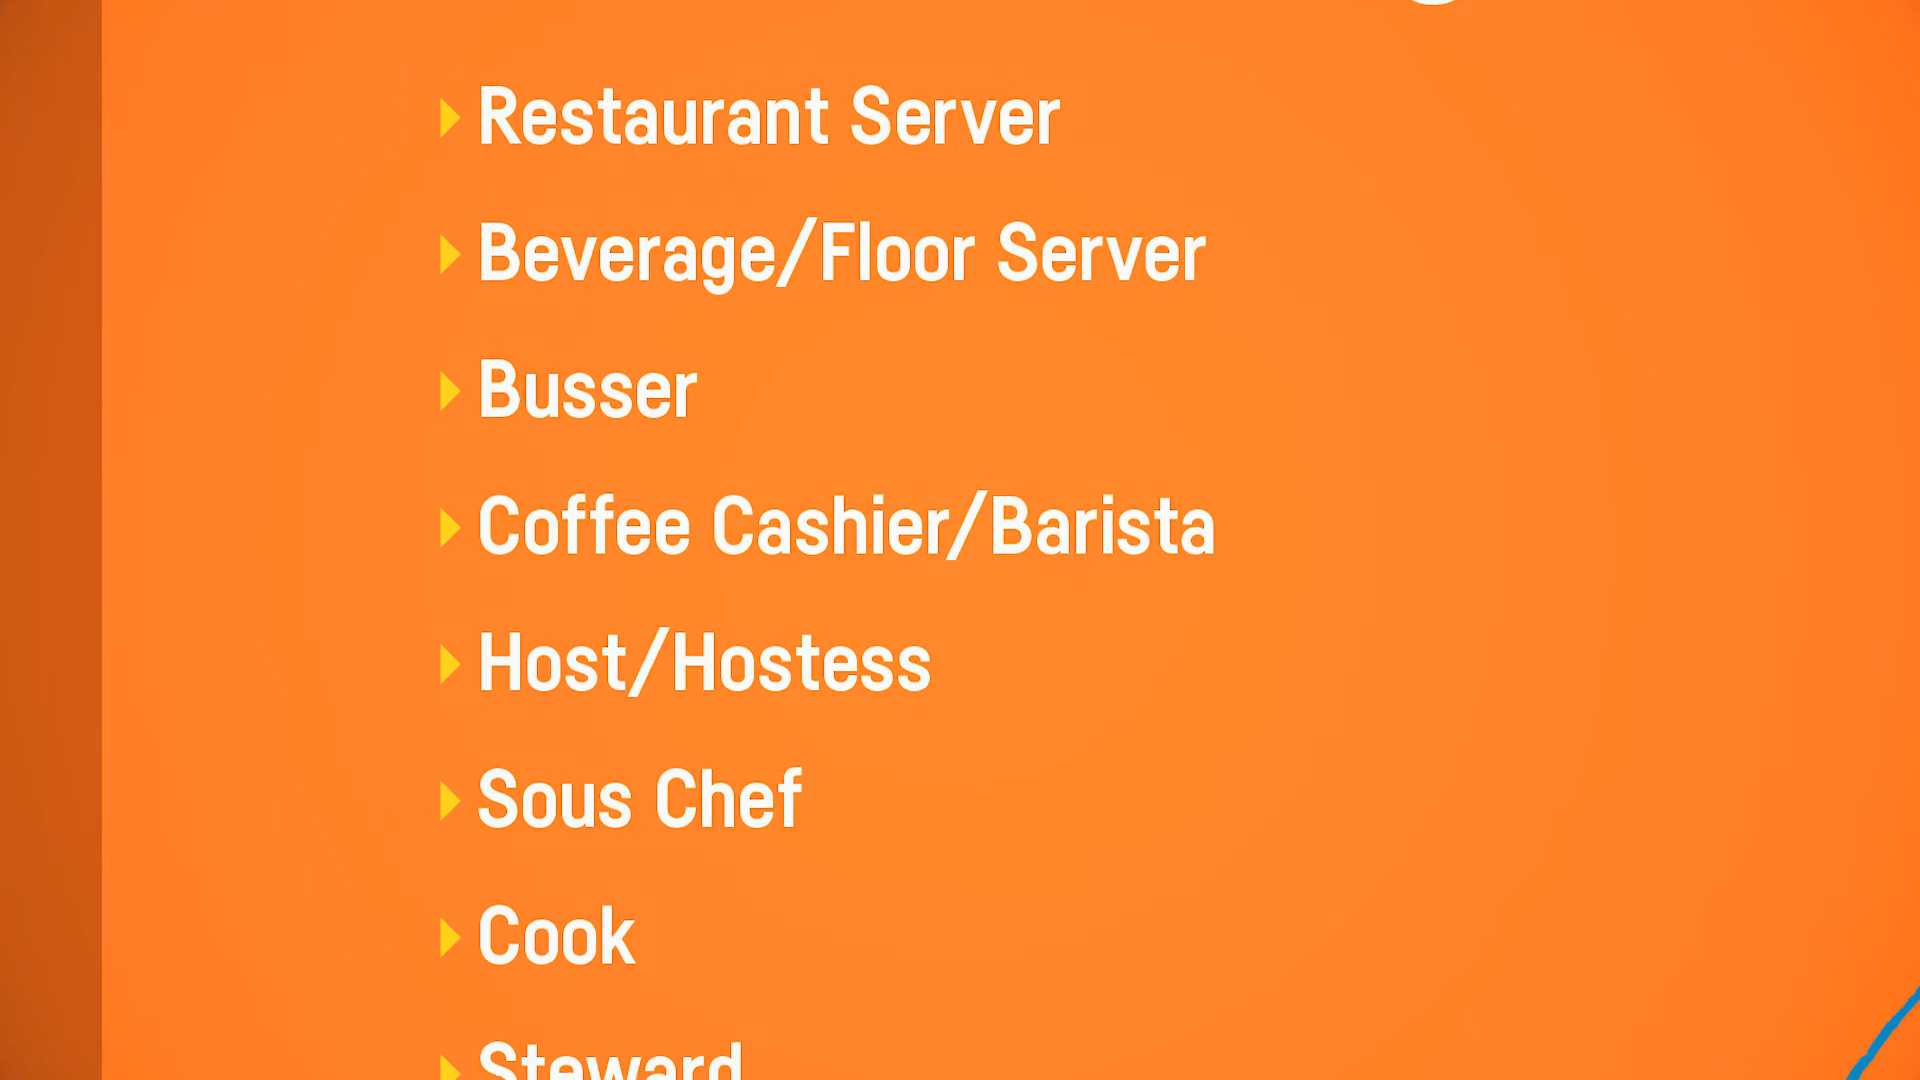 Restaurant Server
Beverage/Floor Server
Busser
Coffee Cashier/Barista
Host/Hostess
Sous Chef
Cook
Steward